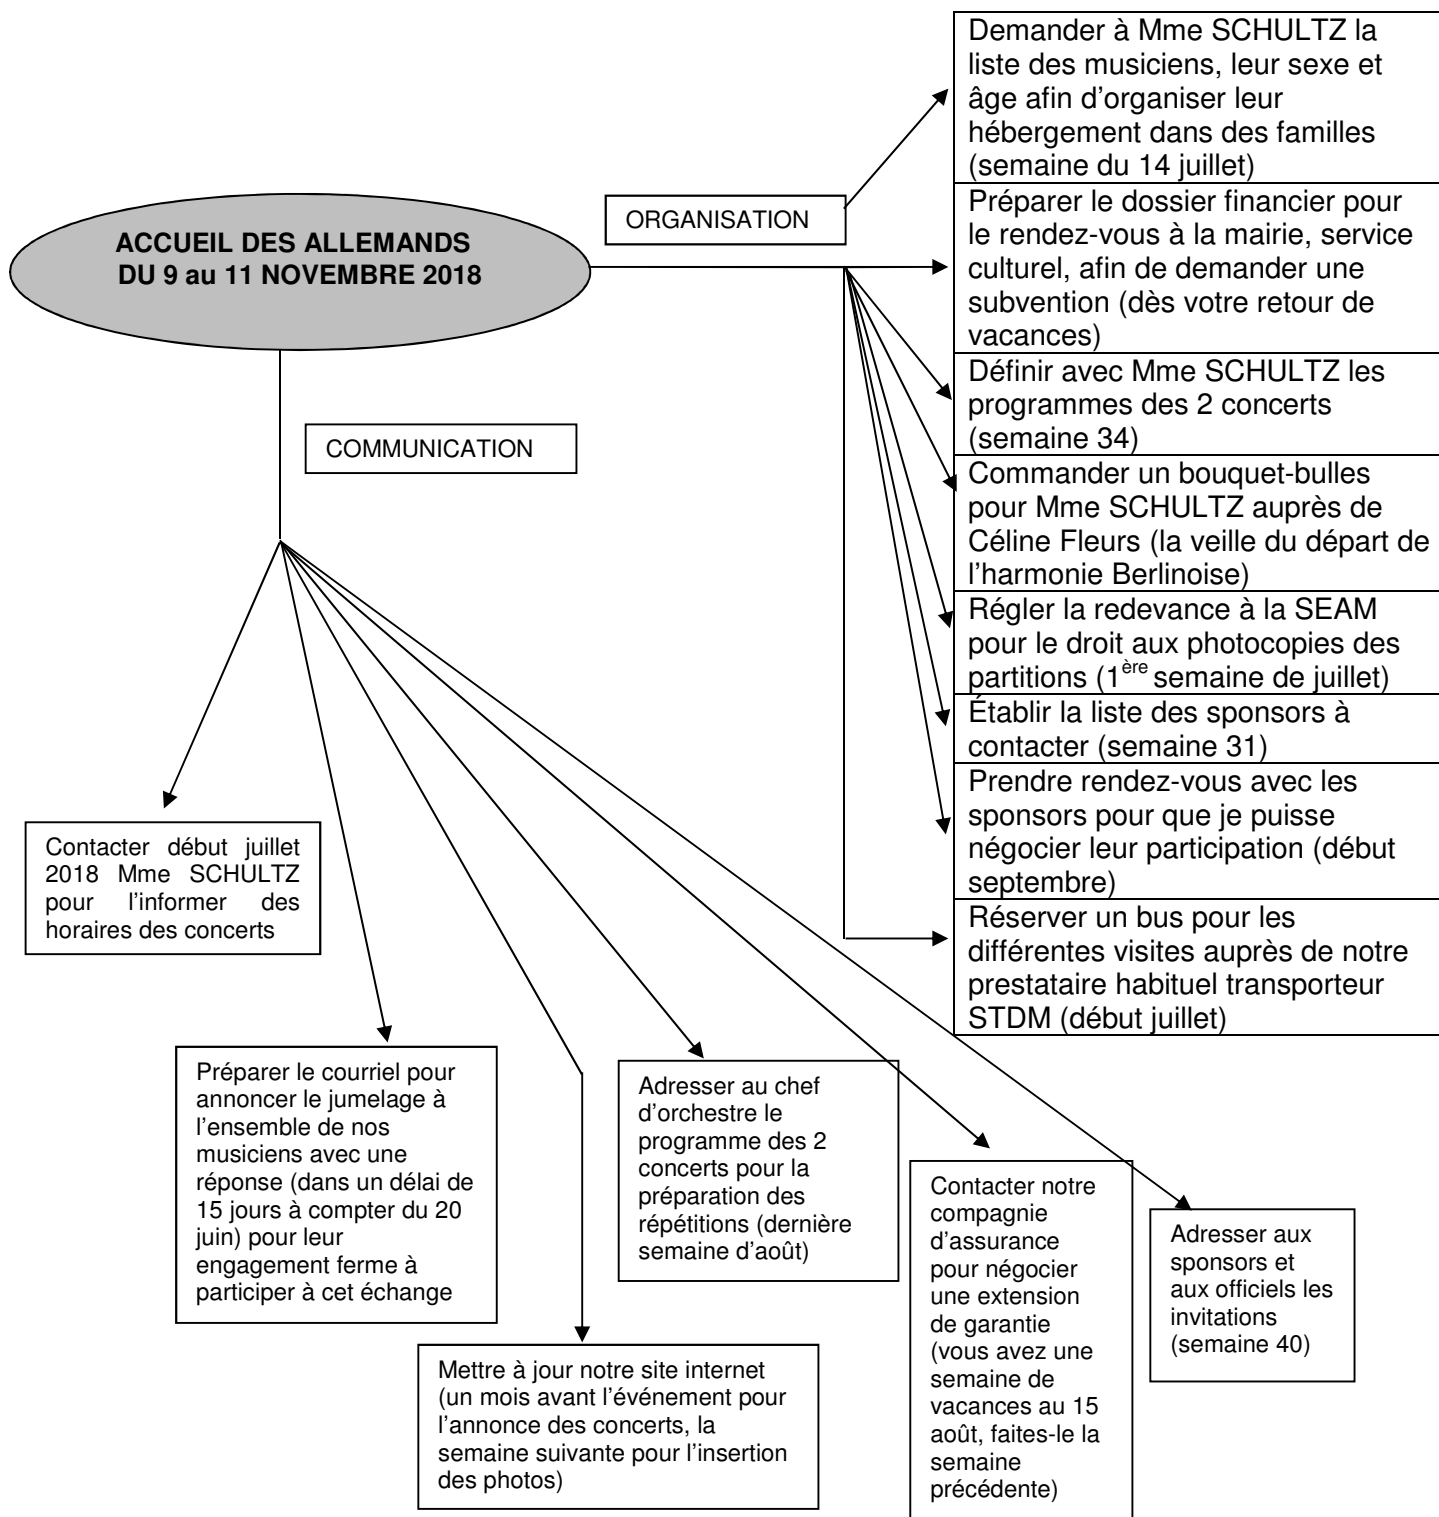 ACCUEIL DES ALLEMANDS
DU 9 au 11 NOVEMBRE 2018
ORGANISATION
Demander à Mme SCHULTZ la
liste des musiciens, leur sexe et
âge afin d'organiser leur
hébergement dans des familles
(semaine du 14 juillet)
Préparer le dossier financier pour
le rendez-vous à la mairie, service
culturel, afin de demander une
subvention (dès votre retour de
vacances)
Définir avec Mme SCHULTZ les
programmes des 2 concerts
(semaine 34)
Commander un bouquet-bulles
pour Mme SCHULTZ auprès de
Céline Fleurs (la veille du départ de
l'harmonie Berlinoise)
Régler la redevance à la SEAM
pour le droit aux photocopies des
partitions (1ère semaine de juillet)
Établir la liste des sponsors à
contacter (semaine 31)
Prendre rendez-vous avec les
sponsors pour que je puisse
négocier leur participation (début
septembre)
Réserver un bus pour les
différentes visites auprès de notre
prestataire habituel transporteur
STDM (début juillet)
COMMUNICATION
Contacter début juillet
2018 Mme SCHULTZ
pour l'informer des
horaires des concerts
Préparer le courriel pour
annoncer le jumelage à
l'ensemble de nos
musiciens avec une
réponse (dans un délai de
15 jours à compter du 20
juin) pour leur
engagement ferme à
participer à cet échange
Mettre à jour notre site internet
(un mois avant l'événement pour
l'annonce des concerts, la
semaine suivante pour l'insertion
des photos)
Adresser au chef
d'orchestre le
programme des 2
concerts pour la
préparation des
répétitions (dernière
semaine d'août)
Contacter notre
compagnie
d'assurance
pour négocier
une extension
de garantie
(vous avez une
semaine de
vacances au 15
août, faites-le la
semaine
précédente)
Adresser aux
sponsors et
aux officiels les
invitations
(semaine 40)